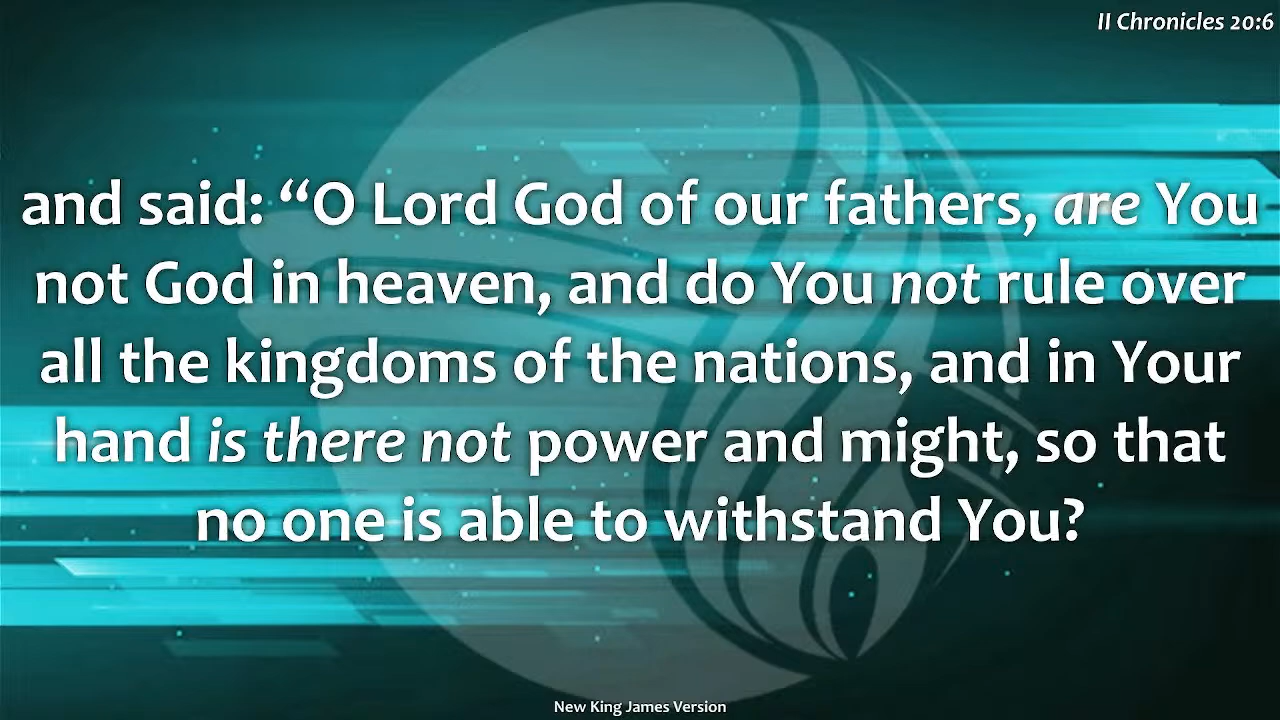 II Chronicles 20:6
and said: “O Lord God of our fathers, are You
not God in heaven, and do You not rule over
all the kingdoms of the nations, and in Your
hand is there not power and might, so that
no one is able to withstand You?
New King James Version